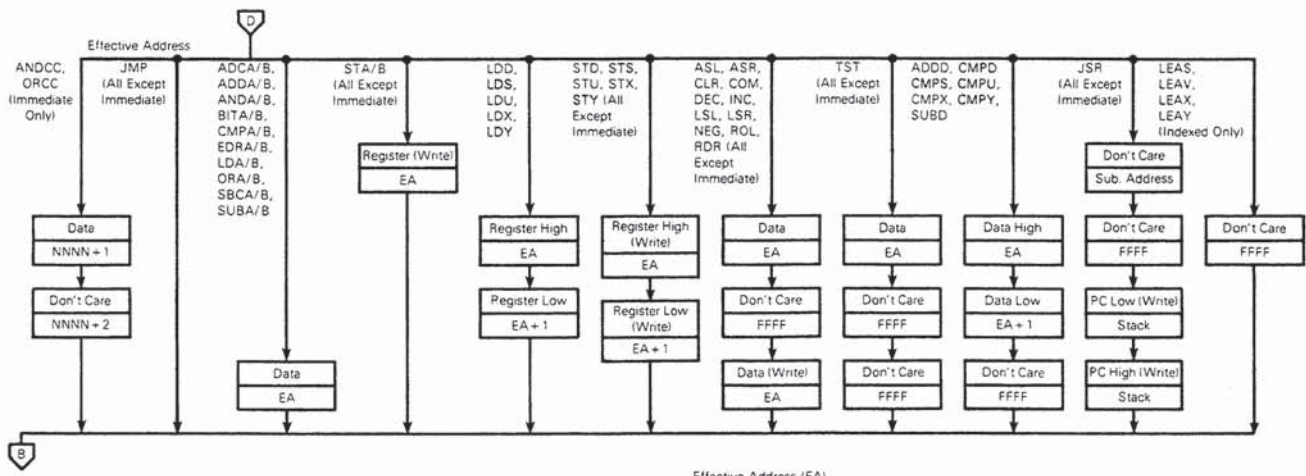 D
Effective Address
ANDCC,
ORCC
(Immediate
Only)
JMP
(All Except
Immediate)
ADCA/B,
ADDA/B,
ANDA/B,
BITA/B,
CMPA/B,
EDRA/B,
LDA/B,
ORA/B,
SBCA/B,
SUBA/B
STA/B
(All Except
Immediate)
LDD,
LDS,
LDU,
LDX,
LDY
STD, STS,
STU, STX,
STY (All
Except
Immediate)
ASL, ASR,
CLR, COM,
DEC, INC,
LSL, LSR,
NEG, ROL,
RDR (All
Except
Immediate)
TST
(All Except
Immediate)
ADDD, CMPD
CMPS, CMPU,
CMPX, CMPY,
SUBD
JSR
(All Except
Immediate)
LEAS,
LEAV,
LEAX,
LEAY
(Indexed Only)
Data
NNNN+1
Don't Care
NNNN+2
Data
EA
Register (Write)
EA
Register High
EA
Register Low
EA+1
Register High
(Write)
EA
Register Low
(Write)
EA+1
Data
EA
Don't Care
FFFF
Data (Write)
EA
Data
EA
Don't Care
FFFF
Don't Care
FFFF
Data High
EA
Data Low
EA+1
Don't Care
FFFF
Don't Care
Sub. Address
Don't Care
FFFF
PC Low (Write)
Stack
PC High (Write)
Stack
Don't Care
FFFF
B
Effective Address (EA)